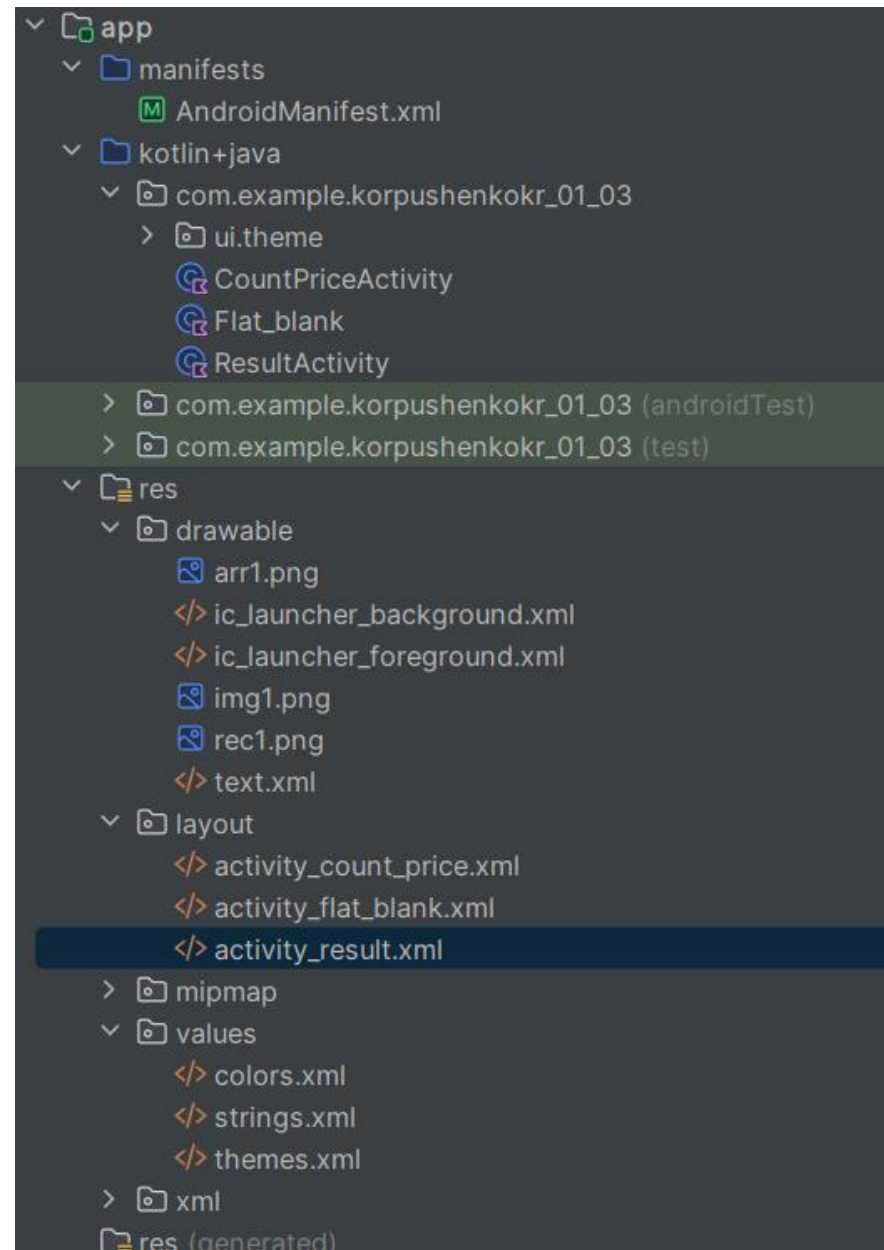 app
manifests
AndroidManifest.xml
kotlin+java
com.example.korpushenkokr_01_03
ui.theme
CountPriceActivity
Flat_blank
ResultActivity
com.example.korpushenkokr_01_03 (androidTest)
com.example.korpushenkokr_01_03 (test)
res
drawable
arr1.png
ic_launcher_background.xml
ic_launcher_foreground.xml
img1.png
rec1.png
text.xml
layout
activity_count_price.xml
activity_flat_blank.xml
activity_result.xml
mipmap
values
colors.xml
strings.xml
themes.xml
xml
res (generated)